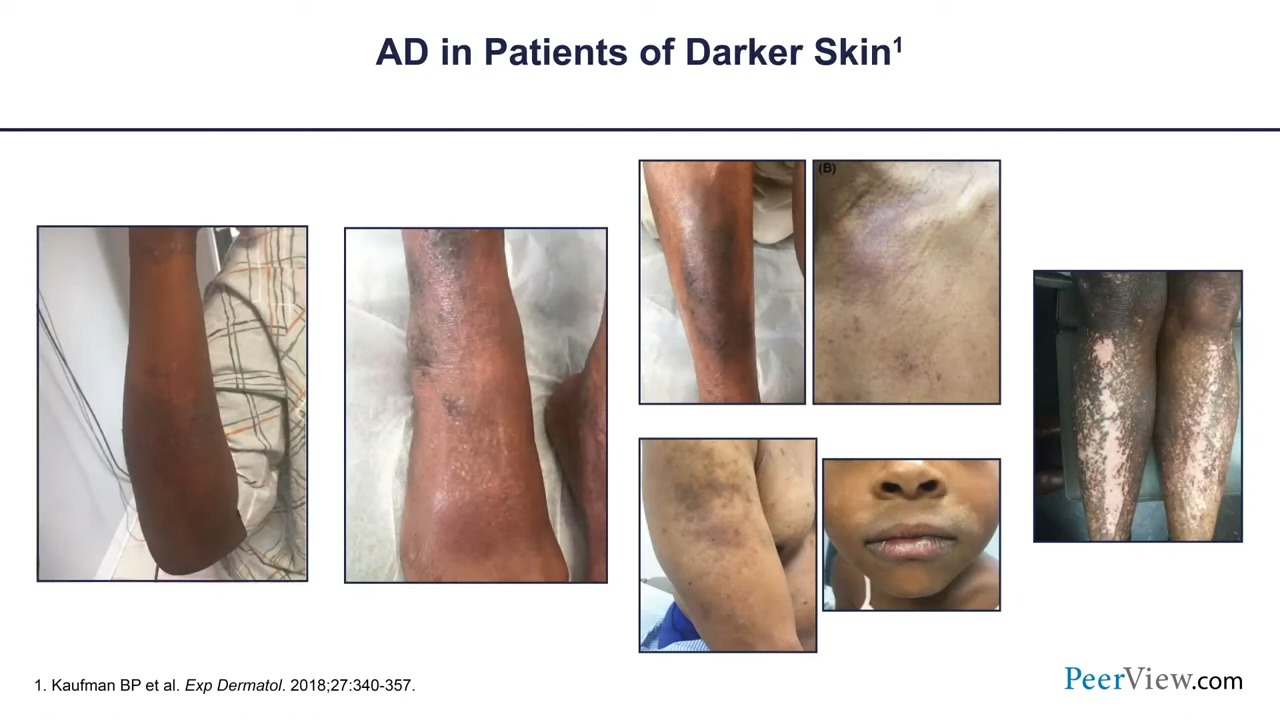 AD in Patients of Darker Skin¹
(B)
1. Kaufman BP et al. Exp Dermatol. 2018;27:340-357.
PeerView.com